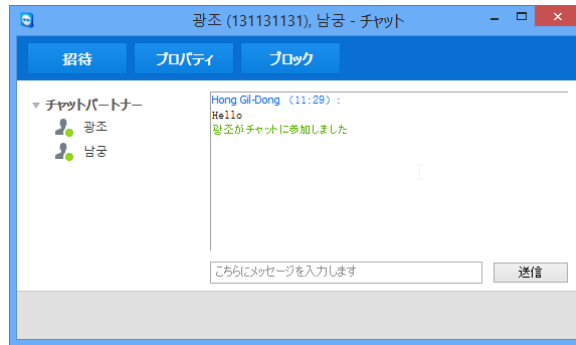 광조 (131131131), 남궁 - チャット
招待 プロパティ ブロック
チャットパートナー
광조
남궁
Hong Gil-Dong (11:29) :
Hello
광조がチャットに参加しました
こちらにメッセージを入力します
送信